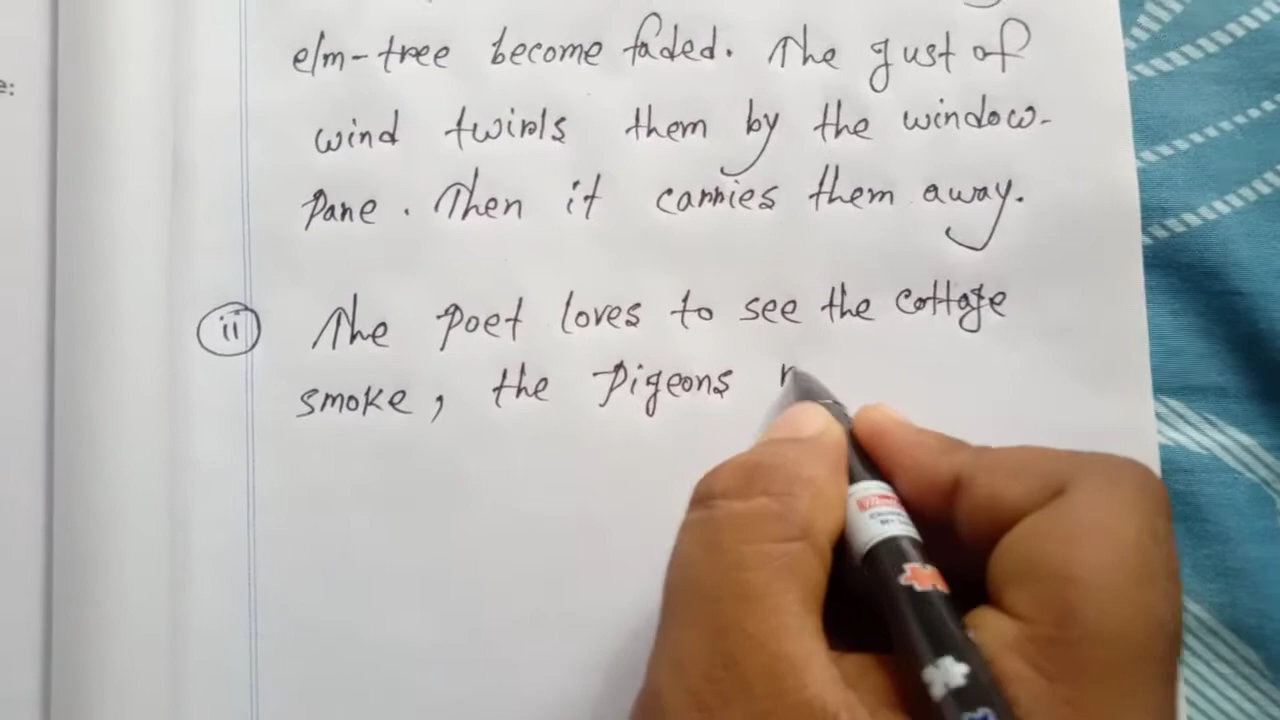 e:
elm-tree become faded. The gust of
wind twirls them by the window-
pane. Then it carries them away.
ii The poet loves to see the cottage
smoke, the pigeons